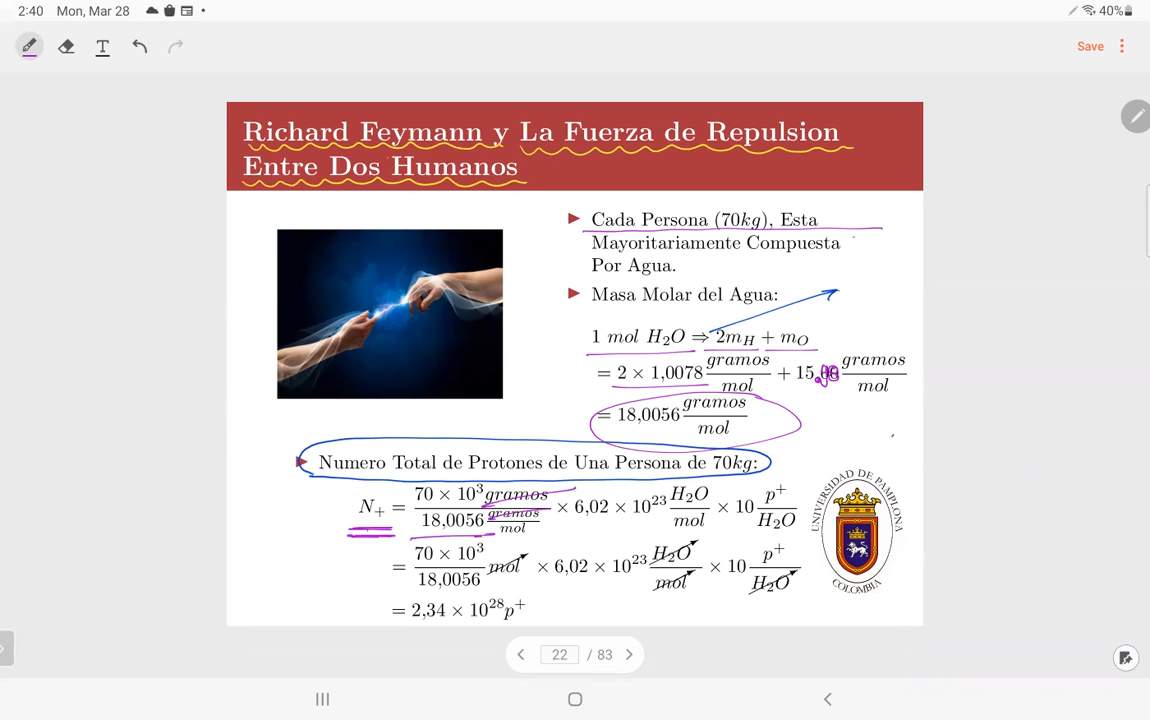 2:40 Mon, Mar 28
40%
T
Save
Richard Feymann y La Fuerza de Repulsion
Entre Dos Humanos
Cada Persona (70kg), Esta
Mayoritariamente Compuesta
Por Agua.
Masa Molar del Agua:
1 mol H₂O ⇒ 2m_H + m_O
= 2 × 1,0078 gramos/mol + 15, gramos/mol
= 18,0056 gramos/mol
Numero Total de Protones de Una Persona de 70kg:
N₊ = 70 × 10³ gramos / 18,0056 gramos/mol × 6,02 × 10²³ H₂O/mol × 10 p⁺/H₂O
= 70 × 10³ / 18,0056 mol × 6,02 × 10²³ H₂O/mol × 10 p⁺/H₂O
= 2,34 × 10²⁸ p⁺
UNIVERSIDAD DE PAMPLONA
COLOMBIA
22 / 83